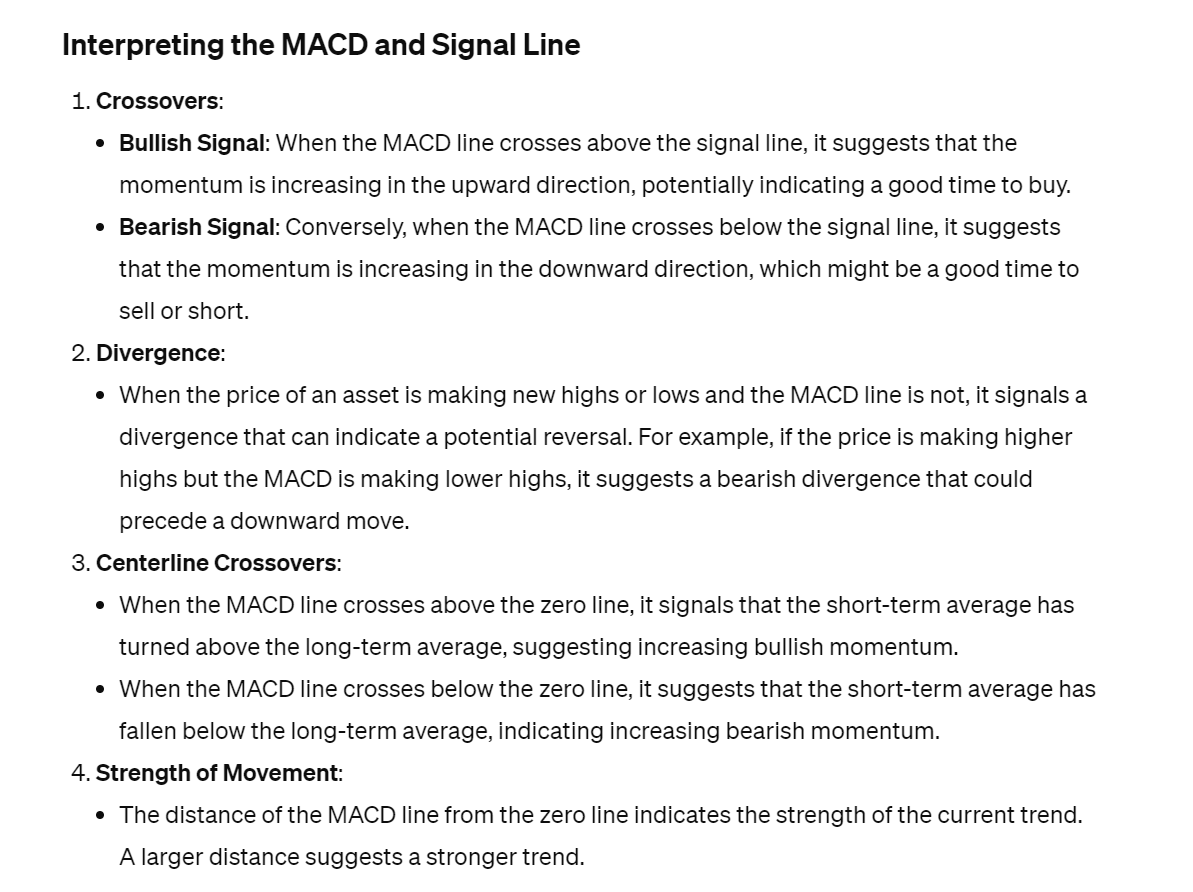 Interpreting the MACD and Signal Line
1. Crossovers:
• Bullish Signal: When the MACD line crosses above the signal line, it suggests that the
momentum is increasing in the upward direction, potentially indicating a good time to buy.
• Bearish Signal: Conversely, when the MACD line crosses below the signal line, it suggests
that the momentum is increasing in the downward direction, which might be a good time to
sell or short.
2. Divergence:
• When the price of an asset is making new highs or lows and the MACD line is not, it signals a
divergence that can indicate a potential reversal. For example, if the price is making higher
highs but the MACD is making lower highs, it suggests a bearish divergence that could
precede a downward move.
3. Centerline Crossovers:
• When the MACD line crosses above the zero line, it signals that the short-term average has
turned above the long-term average, suggesting increasing bullish momentum.
• When the MACD line crosses below the zero line, it suggests that the short-term average has
fallen below the long-term average, indicating increasing bearish momentum.
4. Strength of Movement:
• The distance of the MACD line from the zero line indicates the strength of the current trend.
A larger distance suggests a stronger trend.